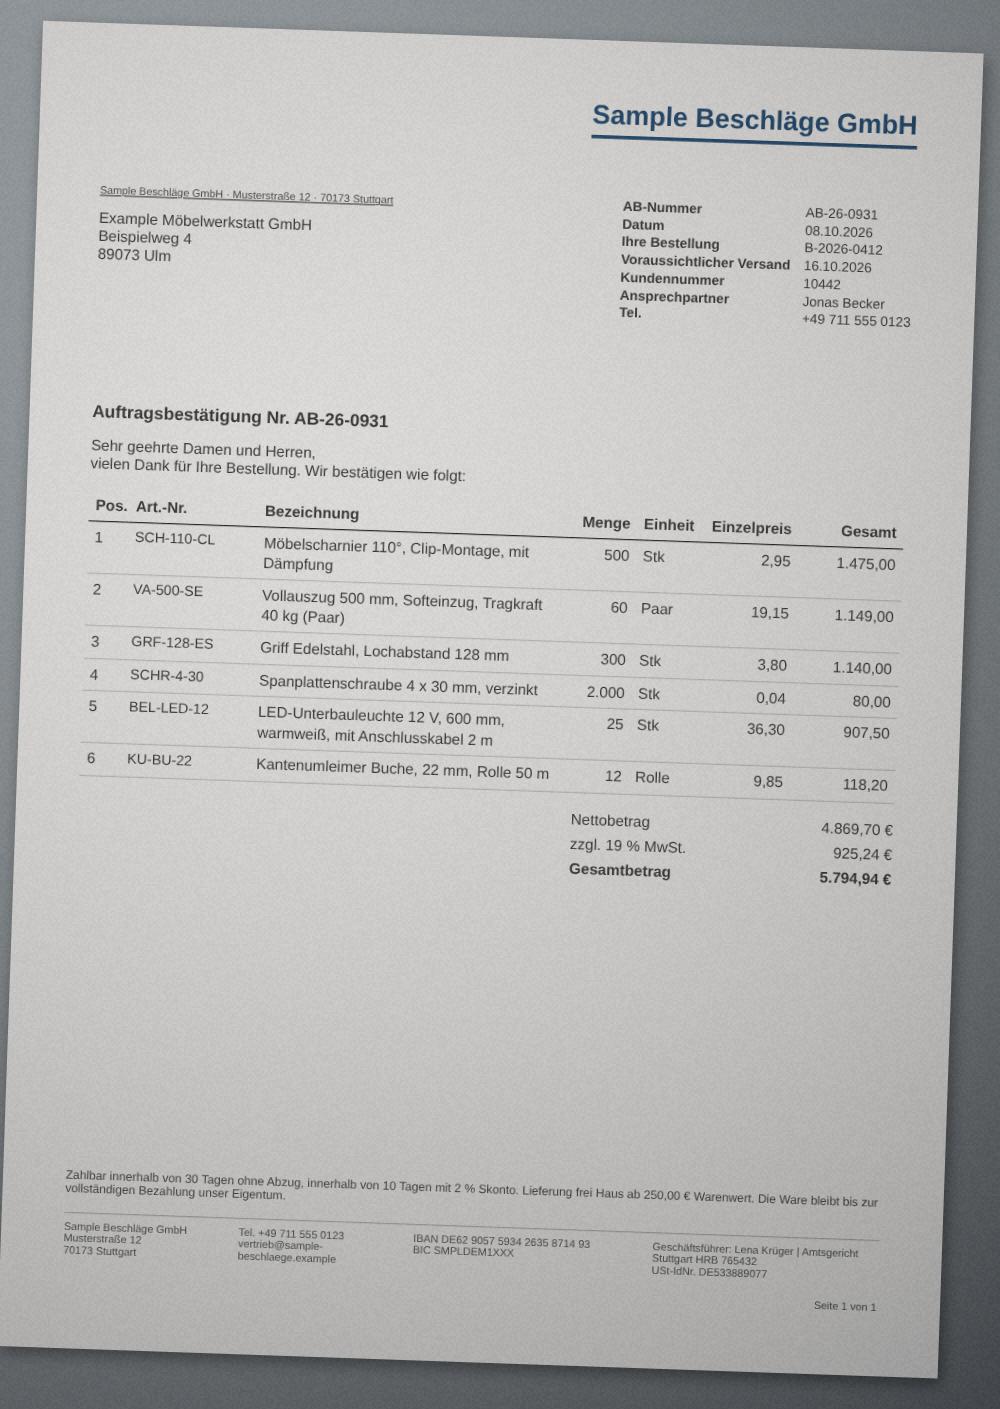 Sample Beschläge GmbH
Sample Beschläge GmbH · Musterstraße 12 · 70173 Stuttgart
Example Möbelwerkstatt GmbH
Beispielweg 4
89073 Ulm
AB-Nummer AB-26-0931
Datum 08.10.2026
Ihre Bestellung B-2026-0412
Voraussichtlicher Versand 16.10.2026
Kundennummer 10442
Ansprechpartner Jonas Becker
Tel. +49 711 555 0123
Auftragsbestätigung Nr. AB-26-0931
Sehr geehrte Damen und Herren,
vielen Dank für Ihre Bestellung. Wir bestätigen wie folgt:
Pos. Art.-Nr. Bezeichnung Menge Einheit Einzelpreis Gesamt
1 SCH-110-CL Möbelscharnier 110°, Clip-Montage, mit 500 Stk 2,95 1.475,00
Dämpfung
2 VA-500-SE Vollauszug 500 mm, Softeinzug, Tragkraft 60 Paar 19,15 1.149,00
40 kg (Paar)
3 GRF-128-ES Griff Edelstahl, Lochabstand 128 mm 300 Stk 3,80 1.140,00
4 SCHR-4-30 Spanplattenschraube 4 x 30 mm, verzinkt 2.000 Stk 0,04 80,00
5 BEL-LED-12 LED-Unterbauleuchte 12 V, 600 mm, 25 Stk 36,30 907,50
warmweiß, mit Anschlusskabel 2 m
6 KU-BU-22 Kantenumleimer Buche, 22 mm, Rolle 50 m 12 Rolle 9,85 118,20
Nettobetrag 4.869,70 €
zzgl. 19 % MwSt. 925,24 €
Gesamtbetrag 5.794,94 €
Zahlbar innerhalb von 30 Tagen ohne Abzug, innerhalb von 10 Tagen mit 2 % Skonto. Lieferung frei Haus ab 250,00 € Warenwert. Die Ware bleibt bis zur
vollständigen Bezahlung unser Eigentum.
Sample Beschläge GmbH
Musterstraße 12
70173 Stuttgart
Tel. +49 711 555 0123
vertrieb@sample-
beschlaege.example
IBAN DE62 9057 5934 2635 8714 93
BIC SMPLDEM1XXX
Geschäftsführer: Lena Krüger | Amtsgericht
Stuttgart HRB 765432
USt-IdNr. DE533889077
Seite 1 von 1